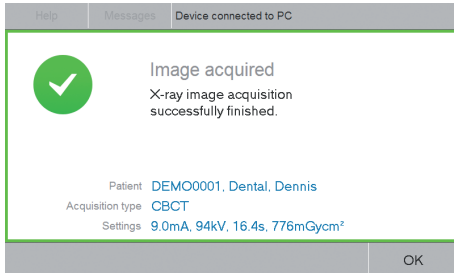 Help Messages Device connected to PC
Image acquired
X-ray image acquisition
successfully finished.
Patient DEMO0001, Dental, Dennis
Acquisition type CBCT
Settings 9.0mA, 94kV, 16.4s, 776mGycm²
OK